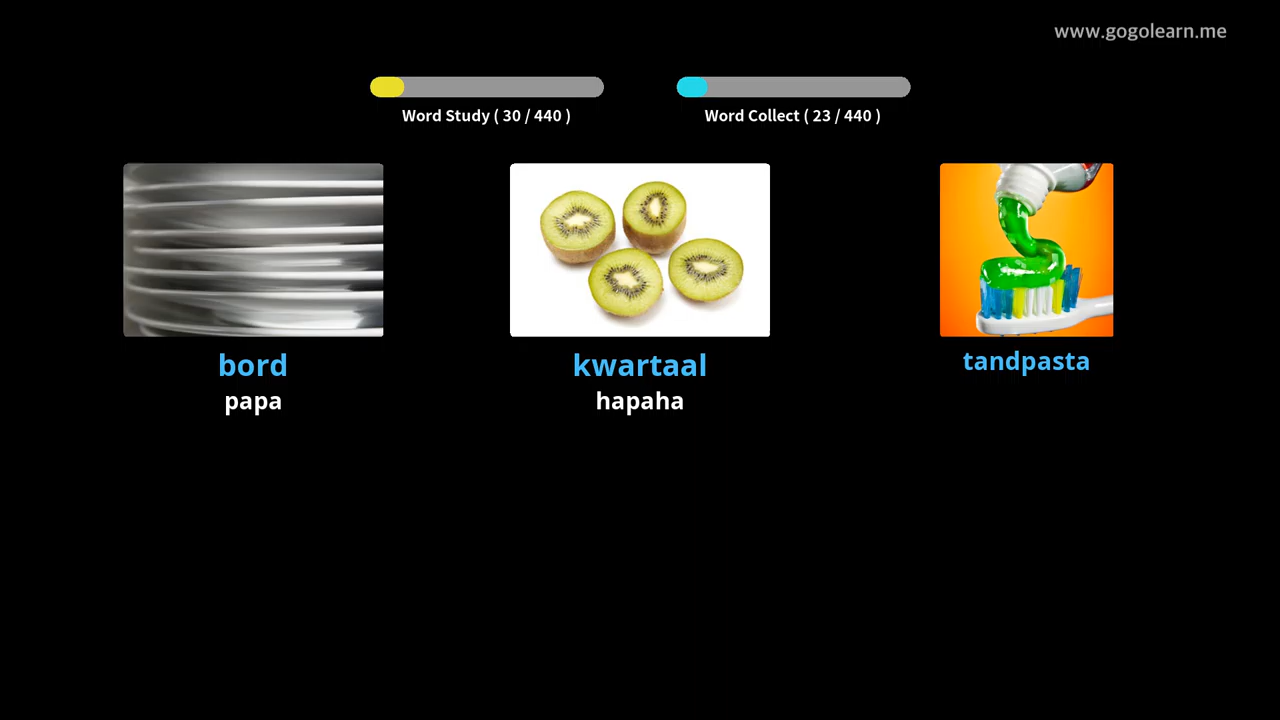 www.gogolearn.me
Word Study ( 30 / 440 )
Word Collect ( 23 / 440 )
bord
papa
kwartaal
hapaha
tandpasta